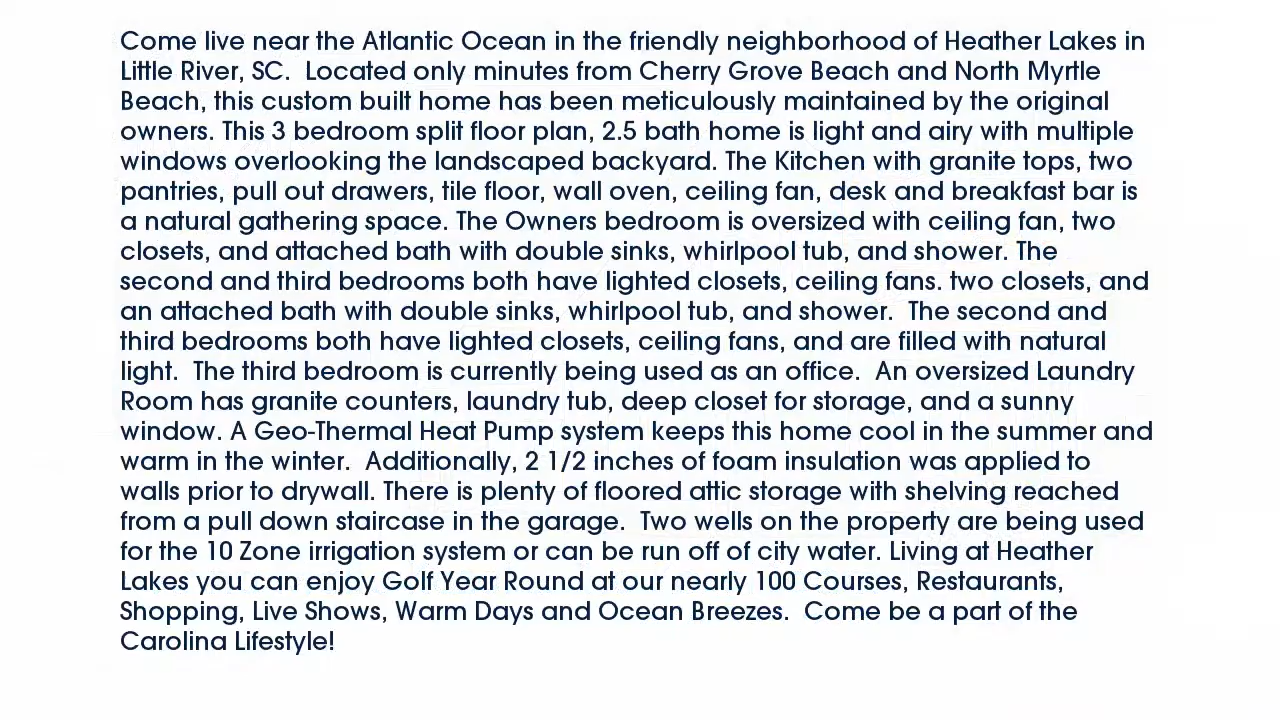 Come live near the Atlantic Ocean in the friendly neighborhood of Heather Lakes in
Little River, SC.  Located only minutes from Cherry Grove Beach and North Myrtle
Beach, this custom built home has been meticulously maintained by the original
owners. This 3 bedroom split floor plan, 2.5 bath home is light and airy with multiple
windows overlooking the landscaped backyard. The Kitchen with granite tops, two
pantries, pull out drawers, tile floor, wall oven, ceiling fan, desk and breakfast bar is
a natural gathering space. The Owners bedroom is oversized with ceiling fan, two
closets, and attached bath with double sinks, whirlpool tub, and shower. The
second and third bedrooms both have lighted closets, ceiling fans. two closets, and
an attached bath with double sinks, whirlpool tub, and shower.  The second and
third bedrooms both have lighted closets, ceiling fans, and are filled with natural
light.  The third bedroom is currently being used as an office.  An oversized Laundry
Room has granite counters, laundry tub, deep closet for storage, and a sunny
window. A Geo-Thermal Heat Pump system keeps this home cool in the summer and
warm in the winter.  Additionally, 2 1/2 inches of foam insulation was applied to
walls prior to drywall. There is plenty of floored attic storage with shelving reached
from a pull down staircase in the garage.  Two wells on the property are being used
for the 10 Zone irrigation system or can be run off of city water. Living at Heather
Lakes you can enjoy Golf Year Round at our nearly 100 Courses, Restaurants,
Shopping, Live Shows, Warm Days and Ocean Breezes.  Come be a part of the
Carolina Lifestyle!